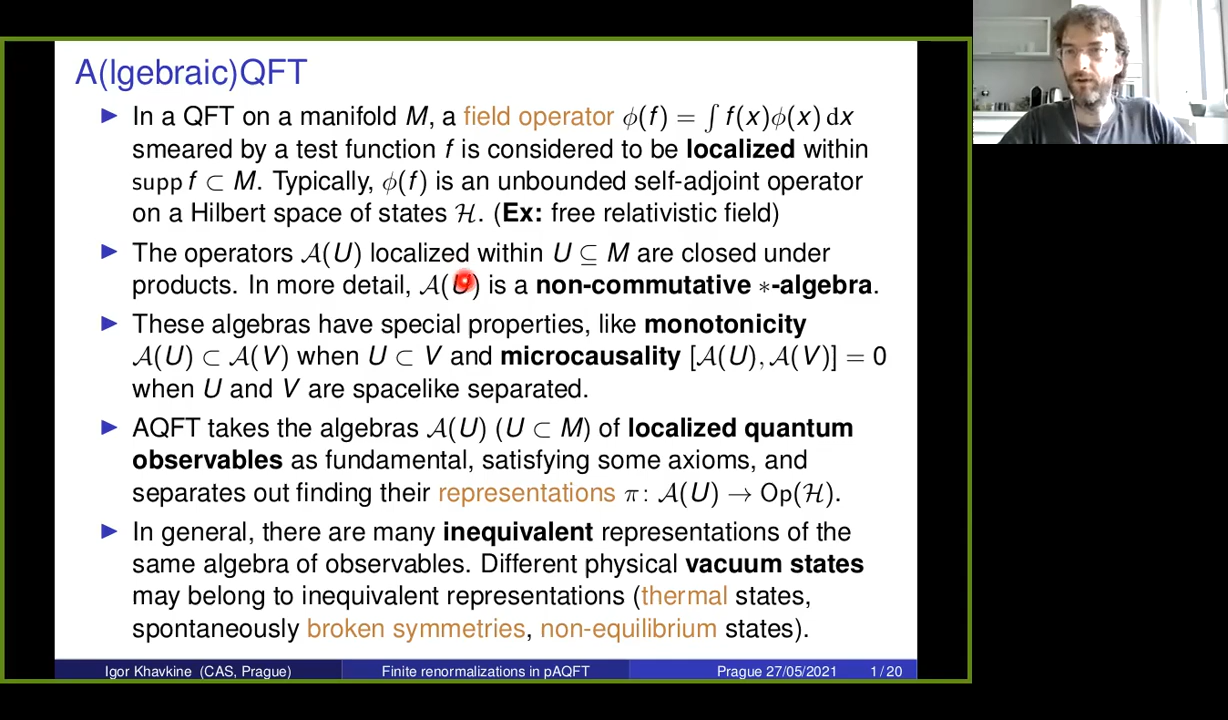 A(lgebraic)QFT
▶ In a QFT on a manifold M, a field operator ϕ(f) = ∫ f(x)ϕ(x) dx
smeared by a test function f is considered to be localized within
supp f ⊂ M. Typically, ϕ(f) is an unbounded self-adjoint operator
on a Hilbert space of states ℋ. (Ex: free relativistic field)
▶ The operators 𝒜(U) localized within U ⊆ M are closed under
products. In more detail, 𝒜(U) is a non-commutative ∗-algebra.
▶ These algebras have special properties, like monotonicity
𝒜(U) ⊂ 𝒜(V) when U ⊂ V and microcausality [𝒜(U), 𝒜(V)] = 0
when U and V are spacelike separated.
▶ AQFT takes the algebras 𝒜(U) (U ⊂ M) of localized quantum
observables as fundamental, satisfying some axioms, and
separates out finding their representations π: 𝒜(U) → Op(ℋ).
▶ In general, there are many inequivalent representations of the
same algebra of observables. Different physical vacuum states
may belong to inequivalent representations (thermal states,
spontaneously broken symmetries, non-equilibrium states).
Igor Khavkine (CAS, Prague) Finite renormalizations in pAQFT Prague 27/05/2021 1 / 20